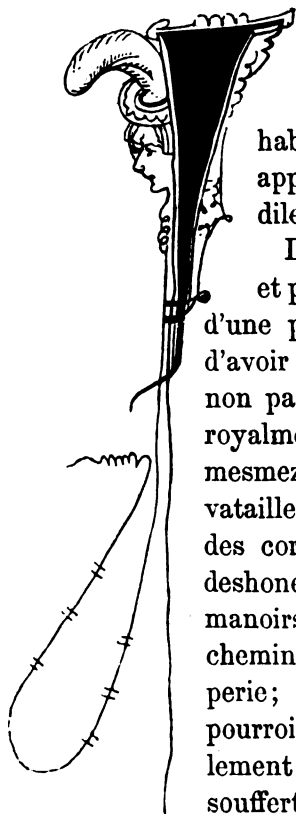 hab
app
dile
et p
d'une p
d'avoir
non pa
royalme
mesmez
vataille
des cor
deshone
manoirs
chemin
perie;
pourroi
lement
souffert